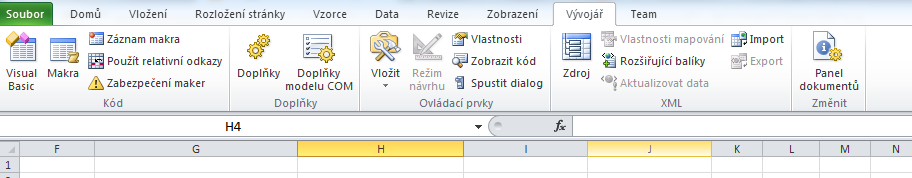 Soubor Domů Vložení Rozložení stránky Vzorce Data Revize Zobrazení Vývojář Team
Visual Basic
Makra
Záznam makra
Použít relativní odkazy
Zabezpečení maker
Kód
Doplňky
Doplňky modelu COM
Doplňky
Vložit
Režim návrhu
Vlastnosti
Zobrazit kód
Spustit dialog
Ovládací prvky
Zdroj
Vlastnosti mapování
Rozšiřující balíky
Aktualizovat data
Import
Export
XML
Panel dokumentů
Změnit
H4 fx
F G H I J K L M N
1